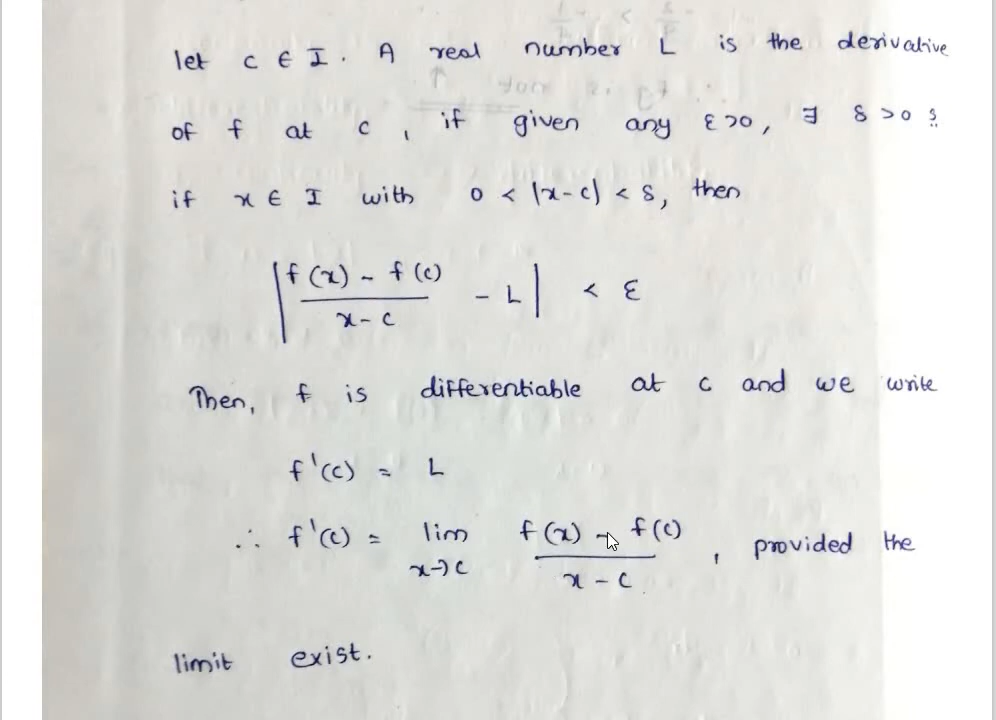 let c ∈ I. A real number L is the derivative
of f at c, if given any ε>0, ∃ δ>0 s
if x ∈ I with 0 < |x-c| < δ, then
| (f(x) - f(c)) / (x-c) - L | < ε
Then, f is differentiable at c and we write
f'(c) = L
∴ f'(c) = lim x→c (f(x) - f(c)) / (x-c), provided the
limit exist.